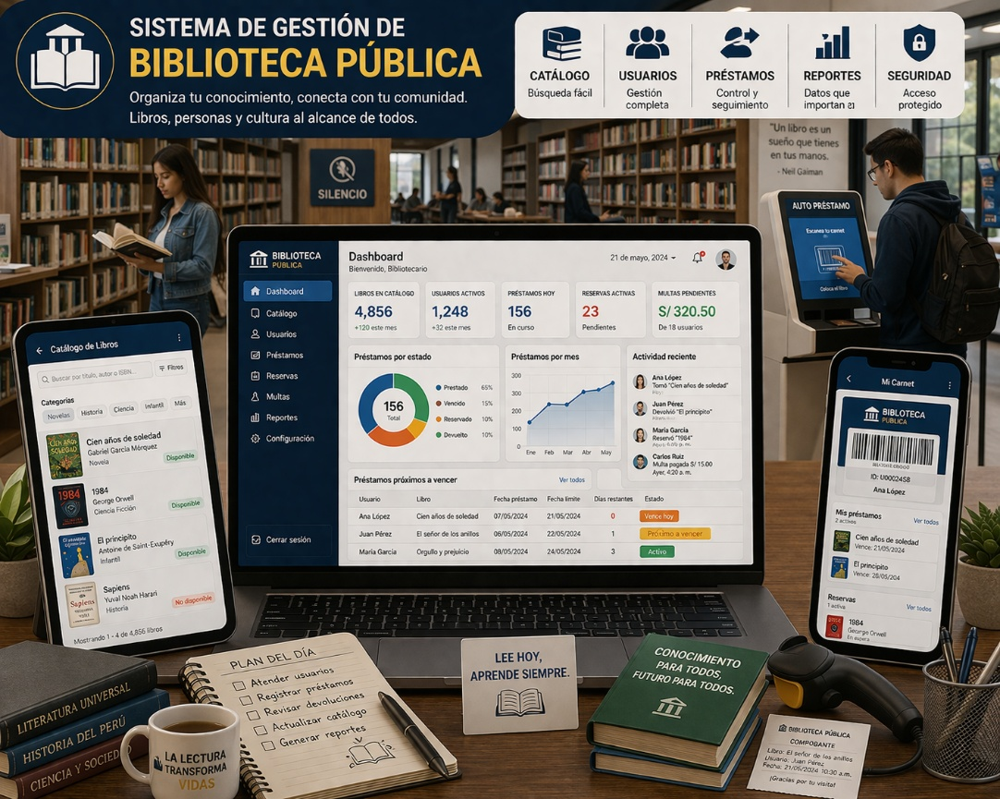 SISTEMA DE GESTIÓN DE
BIBLIOTECA PÚBLICA
Organiza tu conocimiento, conecta con tu comunidad.
Libros, personas y cultura al alcance de todos.
CATÁLOGO
Búsqueda fácil
USUARIOS
Gestión
completa
PRÉSTAMOS
Control y
seguimiento
REPORTES
Datos que
importan
SEGURIDAD
Acceso
protegido
"Un libro es un
sueño que tienes
en tus manos.
- Neil Gaiman
SILENCIO
AUTO PRÉSTAMO
Escanea tu carnet
Coloca el libro
BIBLIOTECA
PÚBLICA
Dashboard
Catálogo
Usuarios
Préstamos
Reservas
Multas
Reportes
Configuración
Cerrar sesión
Dashboard
Bienvenido, Bibliotecario
21 de mayo, 2024
LIBROS EN CATÁLOGO
4,856
+120 este mes
USUARIOS ACTIVOS
1,248
+32 este mes
PRÉSTAMOS HOY
156
En curso
RESERVAS ACTIVAS
23
Pendientes
MULTAS PENDIENTES
S/ 320.50
De 18 usuarios
Préstamos por estado
156
Total
Prestado 65%
Vencido 15%
Reservado 10%
Devuelto 10%
Préstamos por mes
300
200
100
0
Ene Feb Mar Abr May
Actividad reciente
Ana López
Tomó "Cien años de soledad"
Juan Pérez
Devolvió "El principito"
María García
Reservó "1984"
Carlos Ruiz
Multa pagada S/ 15.00
Ayer, 4:20 p. m.
Préstamos próximos a vencer
Ver todos
Usuario Libro Fecha préstamo Fecha límite Días restantes Estado
Ana López Cien años de soledad 07/05/2024 21/05/2024 0 Vence hoy
Juan Pérez El señor de los anillos 06/05/2024 22/05/2024 1 Próximo a vencer
María García Orgullo y prejuicio 08/05/2024 24/05/2024 3 Activo
Catálogo de Libros
Buscar por título, autor o ISBN...
Filtros
Categorías
Novelas Historia Ciencia Infantil Más
CIEN AÑOS
SOLEDAD
Cien años de soledad
Gabriel García Márquez
Novela
Disponible
1984
1984
George Orwell
Ciencia Ficción
Disponible
El principito
Antoine de Saint-Exupéry
Infantil
Disponible
Sapiens
Sapiens
Yuval Noah Harari
Historia
No disponible
Mostrando 1 - 4 de 4,856 libros
Mi Carnet
BIBLIOTECA
PÚBLICA
ID: U00024S8
Ana López
Mis préstamos
2 activos
Ver todos
Cien años de soledad
Vence: 21/05/2024
El principito
Vence: 28/05/204
Reservas
1 activa
Ver todos
1984
George Orwell
En espera
LITERATURA UNIVERSAL
HISTORIA DEL PERÚ
CIENCIA Y SOCIED
LA LECTURA
TRANSFORMA
VIDAS
PLAN DEL DÍA
Atender usuarios
Registrar préstamos
Revisar devoluciones
Actualizar catálogo
Generar reportes
LEE HOY,
APRENDE SIEMPRE.
CONOCIMIENTO
PARA TODOS,
FUTURO PARA TODOS.
BIBLIOTECA PÚBLICA
COMPOBANTE
Libro: El señor de los anillos
Usuario, Juan Pérez
Fecha: 21/05/2024 10:30 a.m.
¡Gracias por tu visita!